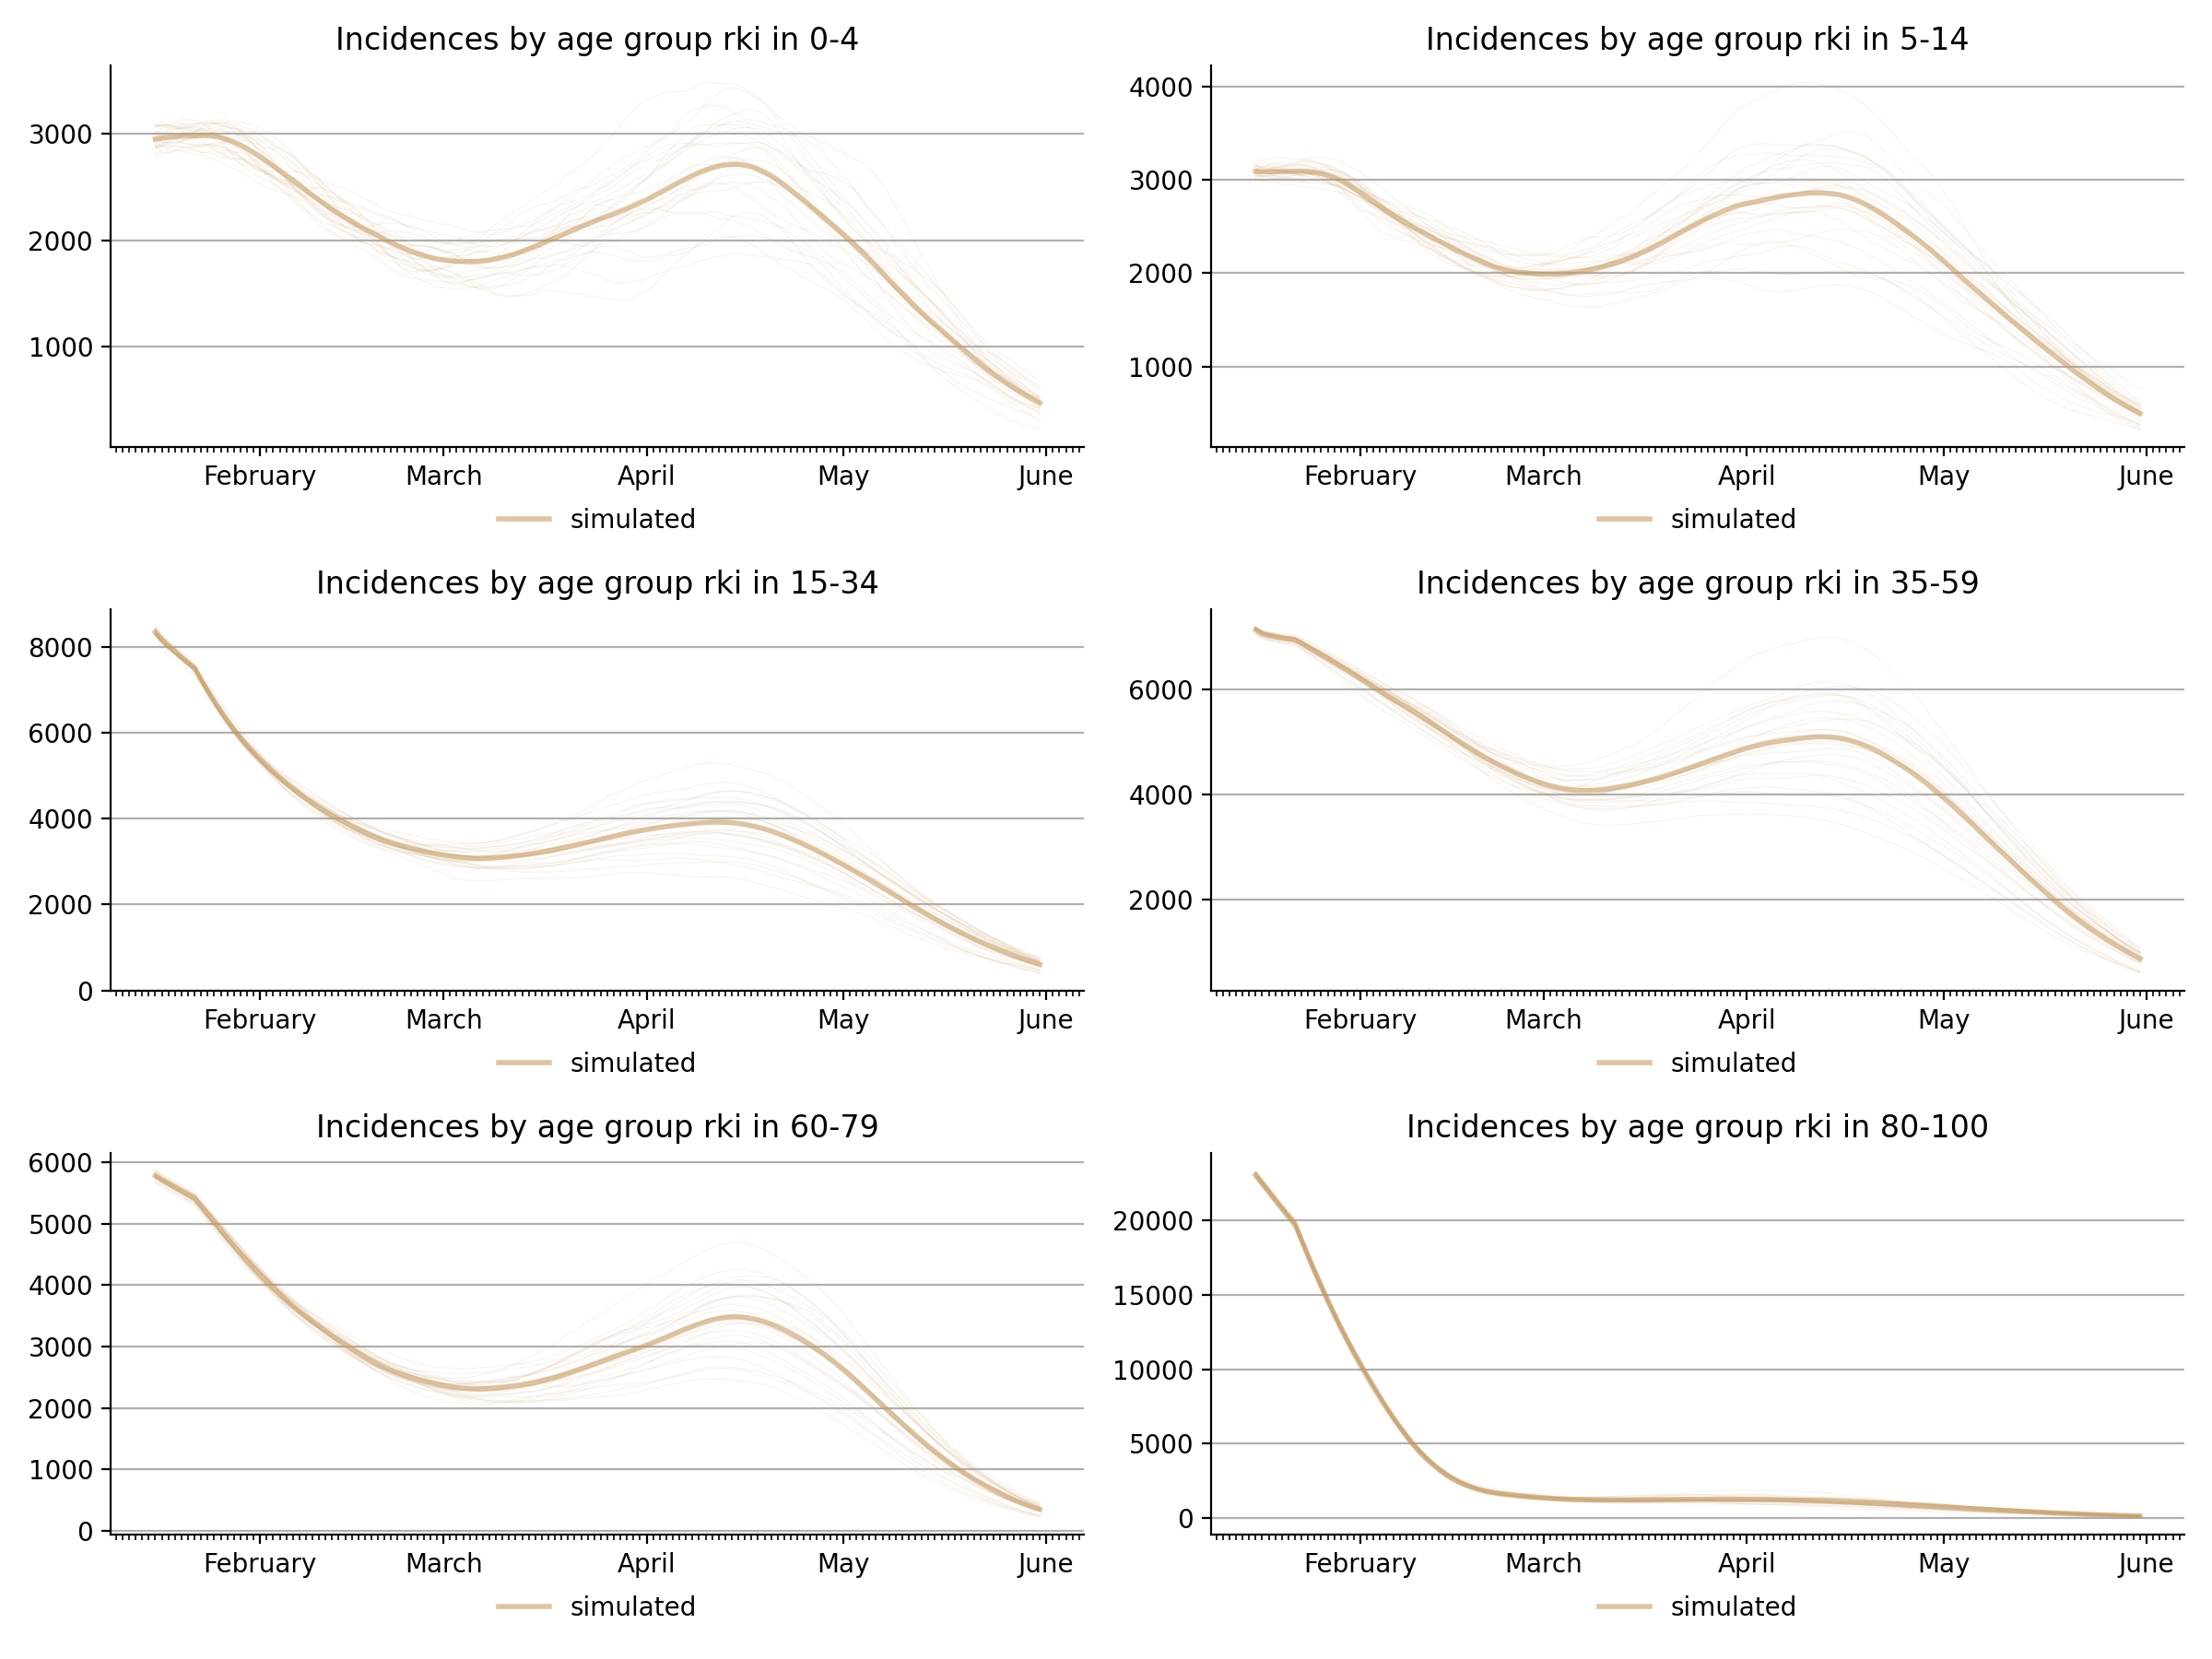 Incidences by age group rki in 0-4
3000
2000
1000
February March April May June
simulated
Incidences by age group rki in 5-14
4000
3000
2000
1000
February March April May June
simulated
Incidences by age group rki in 15-34
8000
6000
4000
2000
0
February March April May June
simulated
Incidences by age group rki in 35-59
6000
4000
2000
February March April May June
simulated
Incidences by age group rki in 60-79
6000
5000
4000
3000
2000
1000
0
February March April May June
simulated
Incidences by age group rki in 80-100
20000
15000
10000
5000
0
February March April May June
simulated